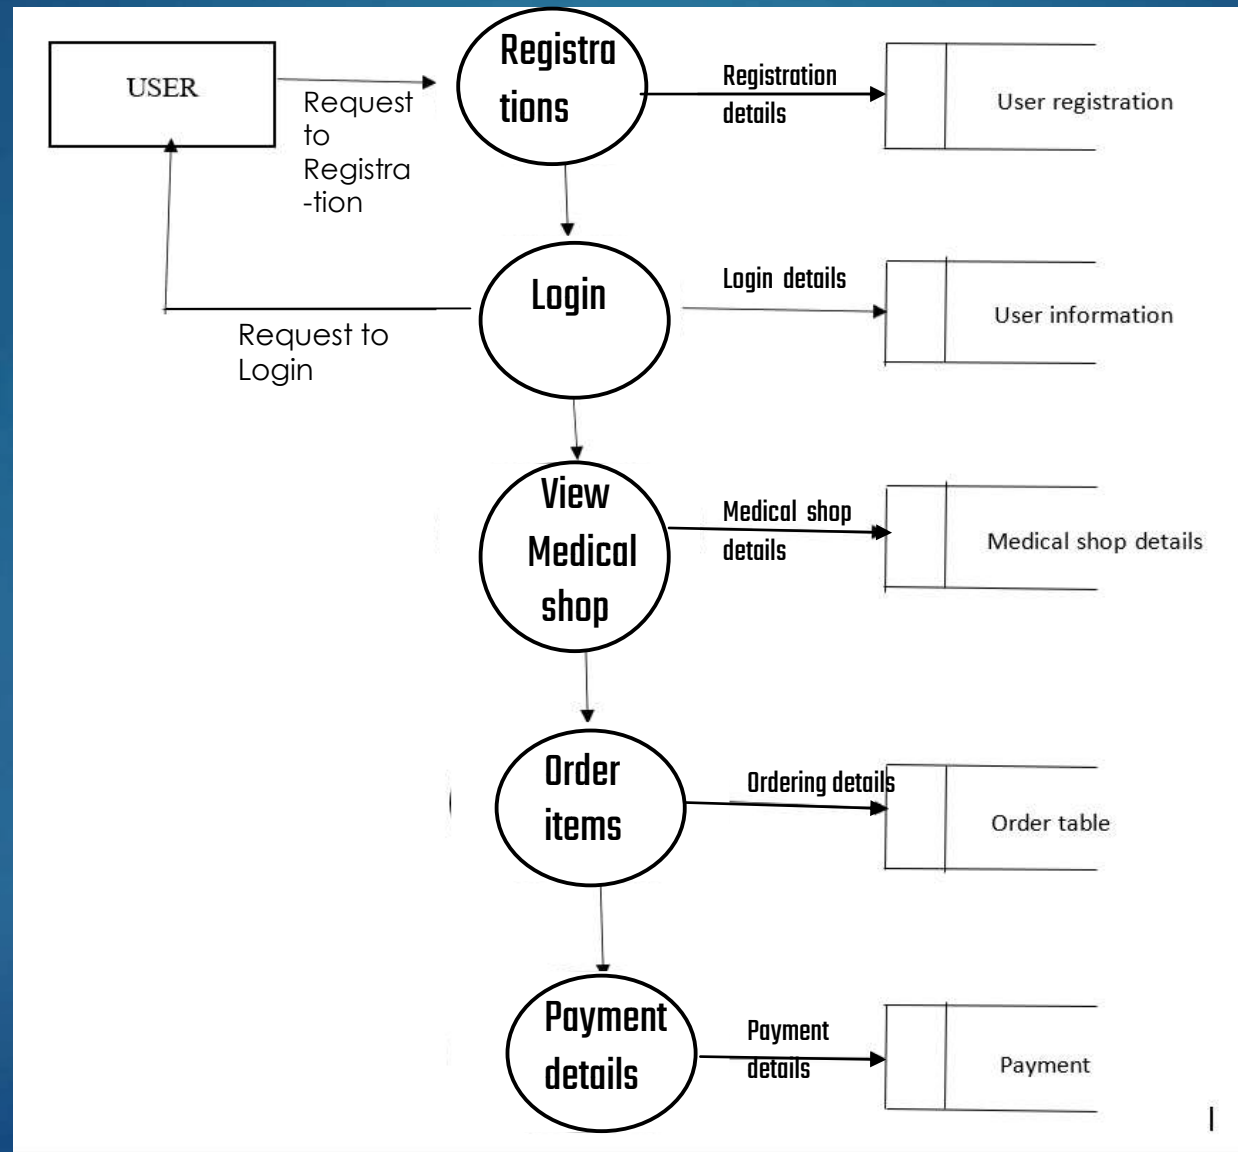 USER
Request
to
Registra
-tion
Registra
tions
Registration
details
User registration
Request to
Login
Login
Login details
User information
View
Medical
shop
Medical shop
details
Medical shop details
Order
items
Ordering details
Order table
Payment
details
Payment
details
Payment